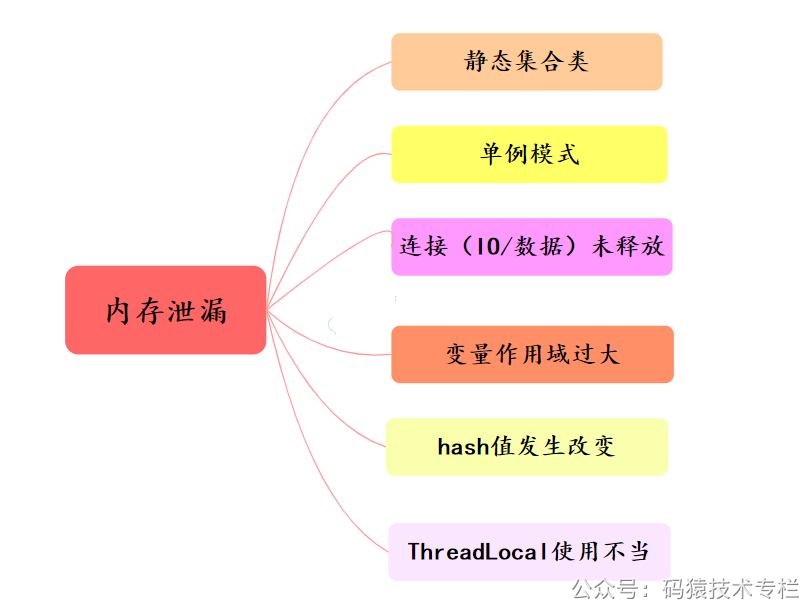 静态集合类
单例模式
连接（IO/数据）未释放
内存泄漏
变量作用域过大
hash值发生改变
ThreadLocal使用不当
公众号：码猿技术专栏